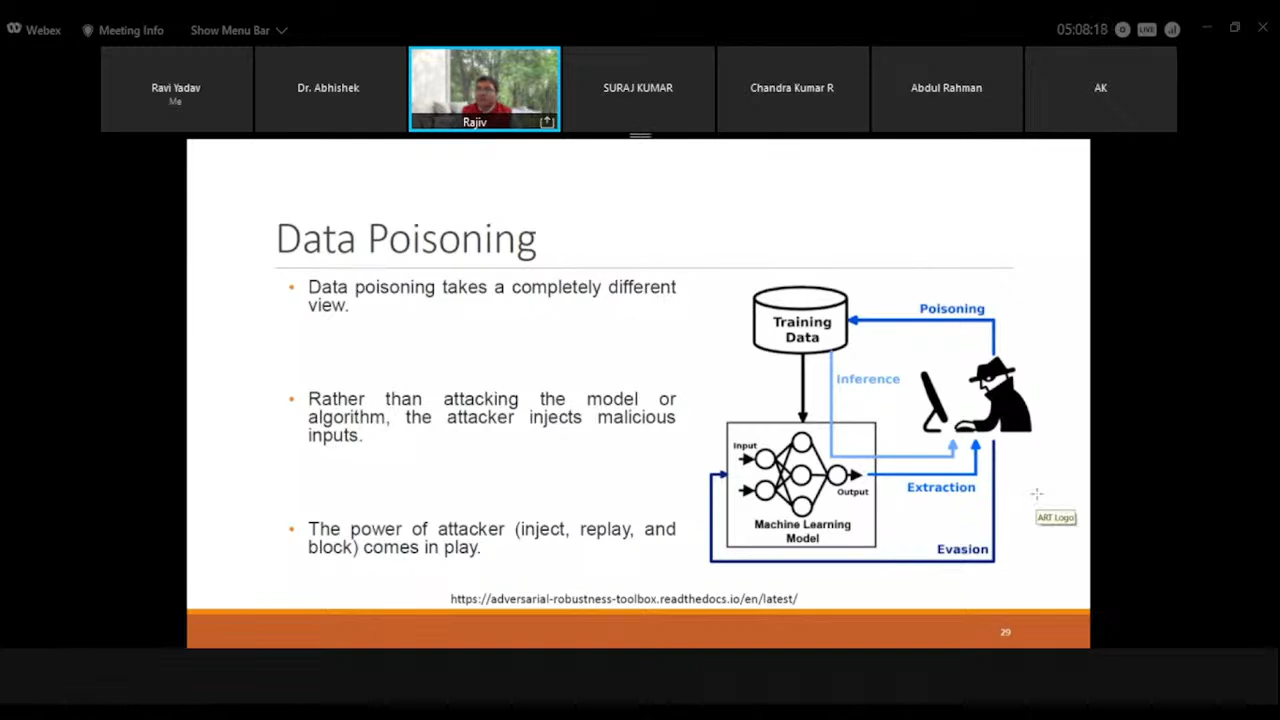 Webex
Meeting Info
Show Menu Bar
05:08:18
LIVE
Ravi Yadav
Me
Dr. Abhishek
Rajiv
SURAJ KUMAR
Chandra Kumar R
Abdul Rahman
AK
Data Poisoning
• Data poisoning takes a completely different
view.
• Rather than attacking the model or
algorithm, the attacker injects malicious
inputs.
• The power of attacker (inject, replay, and
block) comes in play.
Training
Data
Poisoning
Inference
Input
Output
Machine Learning
Model
Extraction
Evasion
ART Logo
https://adversarial-robustness-toolbox.readthedocs.io/en/latest/
29